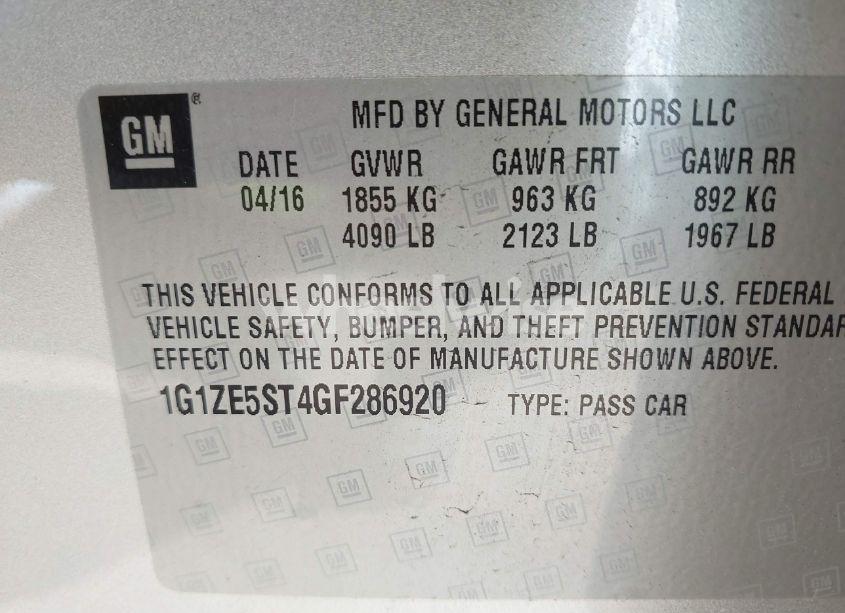 GM ®
MFD BY GENERAL MOTORS LLC
DATE GVWR GAWR FRT GAWR RR
04/16 1855 KG 963 KG 892 KG
4090 LB 2123 LB 1967 LB
THIS VEHICLE CONFORMS TO ALL APPLICABLE U.S. FEDERAL
VEHICLE SAFETY, BUMPER, AND THEFT PREVENTION STANDAR
EFFECT ON THE DATE OF MANUFACTURE SHOWN ABOVE.
1G1ZE5ST4GF286920 TYPE: PASS CAR